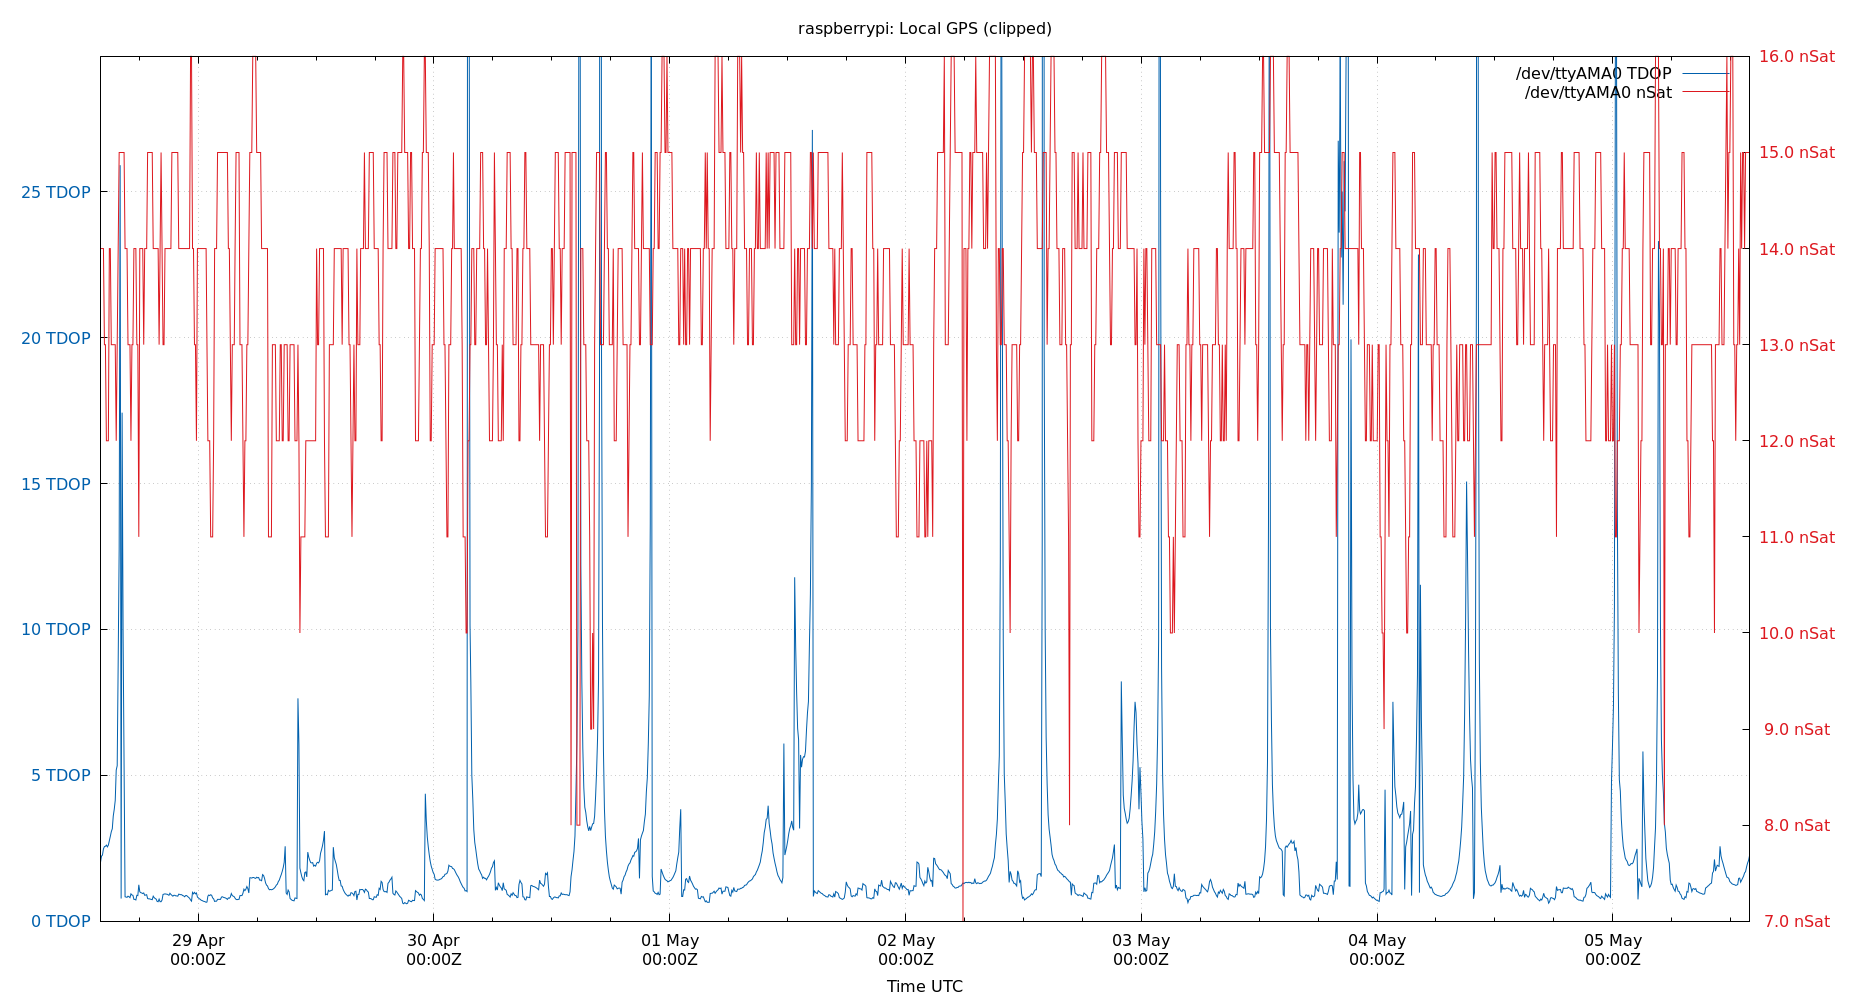 raspberrypi: Local GPS (clipped)
/dev/ttyAMA0 TDOP
/dev/ttyAMA0 nSat
25 TDOP
20 TDOP
15 TDOP
10 TDOP
5 TDOP
0 TDOP
16.0 nSat
15.0 nSat
14.0 nSat
13.0 nSat
12.0 nSat
11.0 nSat
10.0 nSat
9.0 nSat
8.0 nSat
7.0 nSat
29 Apr
00:00Z
30 Apr
00:00Z
01 May
00:00Z
02 May
00:00Z
03 May
00:00Z
04 May
00:00Z
05 May
00:00Z
Time UTC